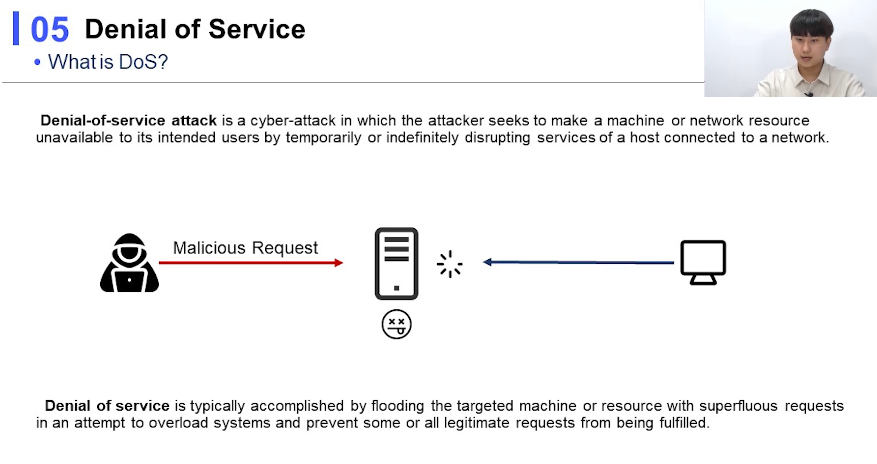 05 Denial of Service
• What is DoS?
Denial-of-service attack is a cyber-attack in which the attacker seeks to make a machine or network resource
unavailable to its intended users by temporarily or indefinitely disrupting services of a host connected to a network.
Malicious Request
Denial of service is typically accomplished by flooding the targeted machine or resource with superfluous requests
in an attempt to overload systems and prevent some or all legitimate requests from being fulfilled.